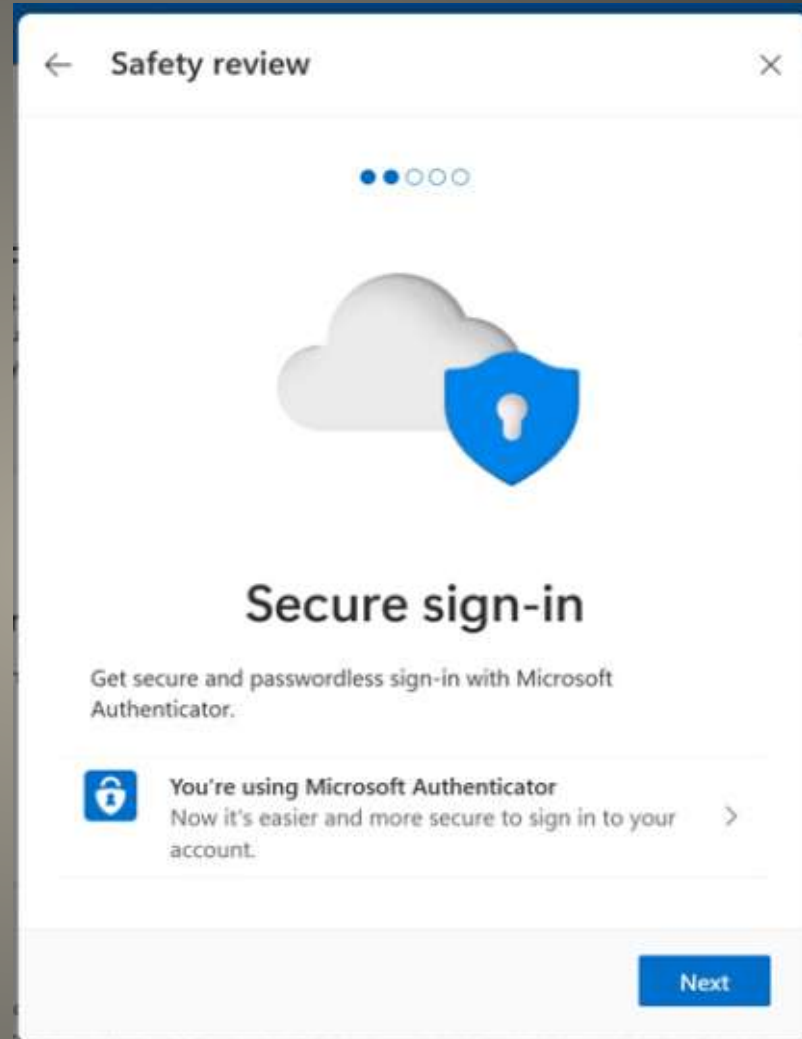 Safety review
Secure sign-in
Get secure and passwordless sign-in with Microsoft
Authenticator.
You're using Microsoft Authenticator
Now it's easier and more secure to sign in to your
account.
Next